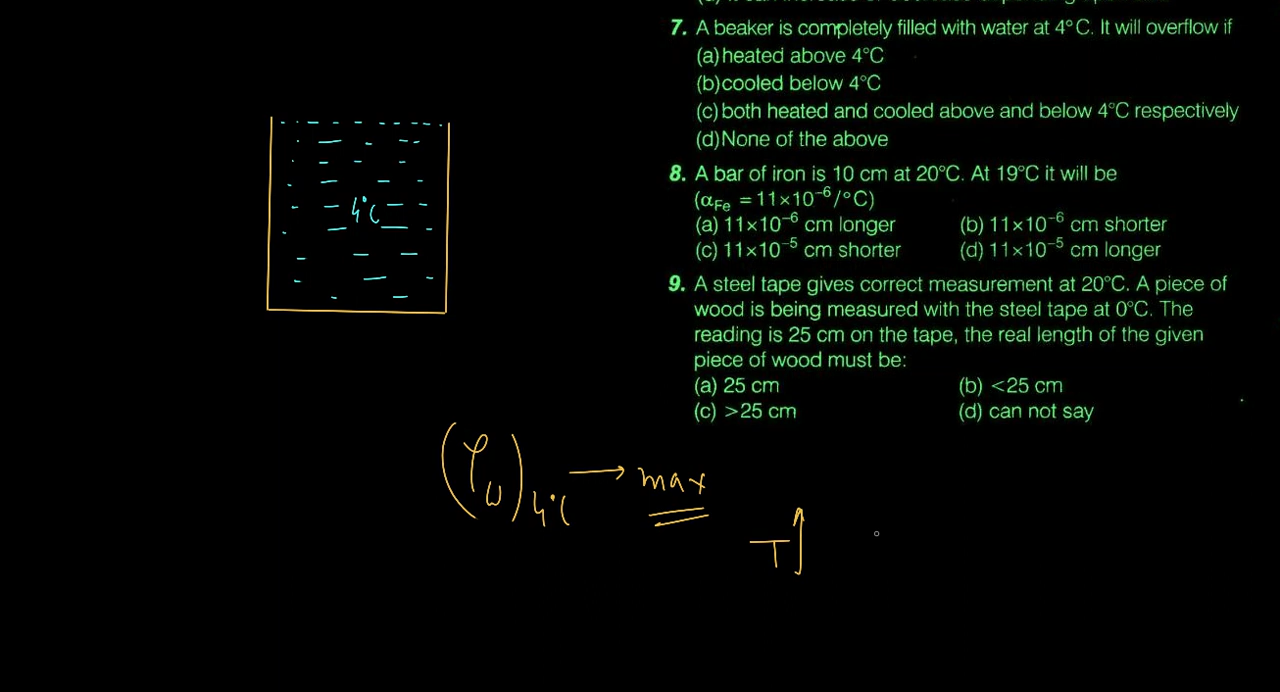 7. A beaker is completely filled with water at 4°C. It will overflow if
(a) heated above 4°C
(b) cooled below 4°C
(c) both heated and cooled above and below 4°C respectively
(d) None of the above
8. A bar of iron is 10 cm at 20°C. At 19°C it will be
(αFe = 11×10⁻⁶/°C)
(a) 11×10⁻⁶ cm longer (b) 11×10⁻⁶ cm shorter
(c) 11×10⁻⁵ cm shorter (d) 11×10⁻⁵ cm longer
9. A steel tape gives correct measurement at 20°C. A piece of
wood is being measured with the steel tape at 0°C. The
reading is 25 cm on the tape, the real length of the given
piece of wood must be:
(a) 25 cm (b) <25 cm
(c) >25 cm (d) can not say
4°C
(ρw)4°C → max
T↑